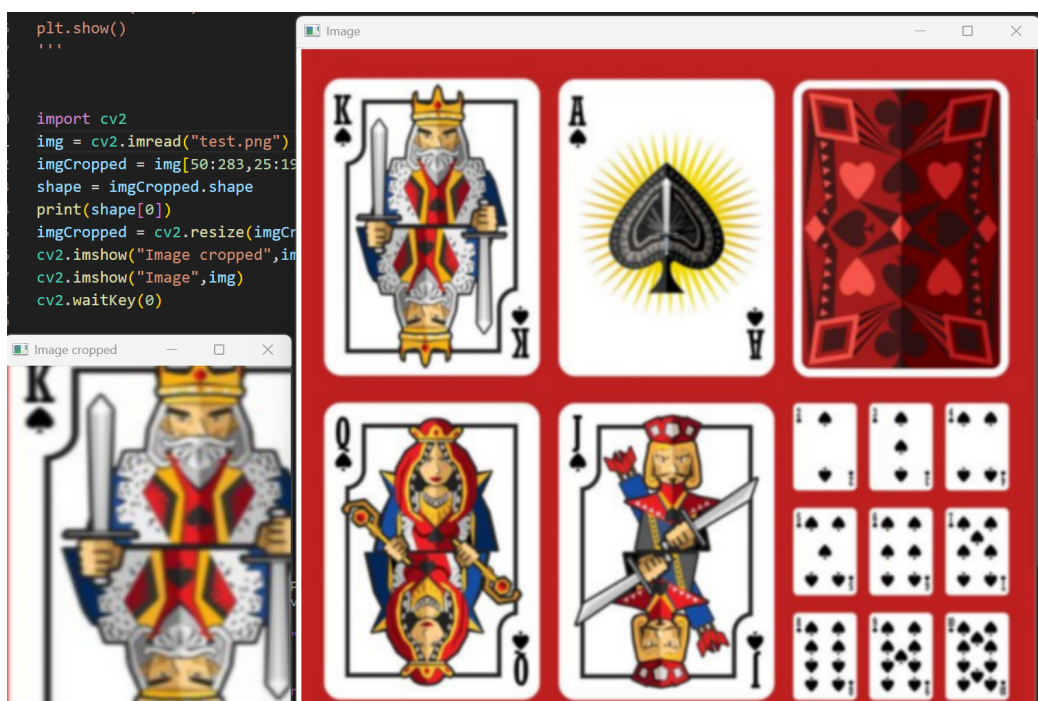 plt.show()
'''
import cv2
img = cv2.imread("test.png")
imgCropped = img[50:283,25:19
shape = imgCropped.shape
print(shape[0])
imgCropped = cv2.resize(imgCr
cv2.imshow("Image cropped",im
cv2.imshow("Image",img)
cv2.waitKey(0)
Image cropped
K
Image
K
A
K
A
Q
J
Q
J